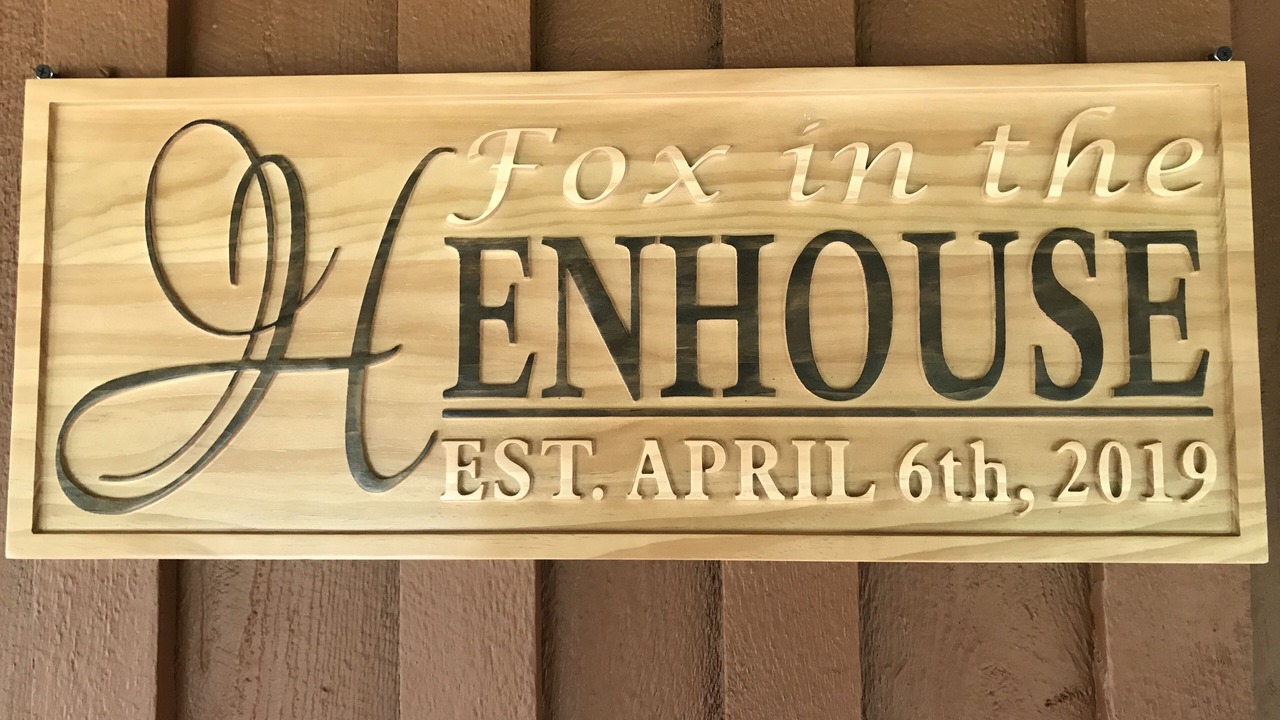 Fox in the
HENHOUSE
EST. APRIL 6th, 2019